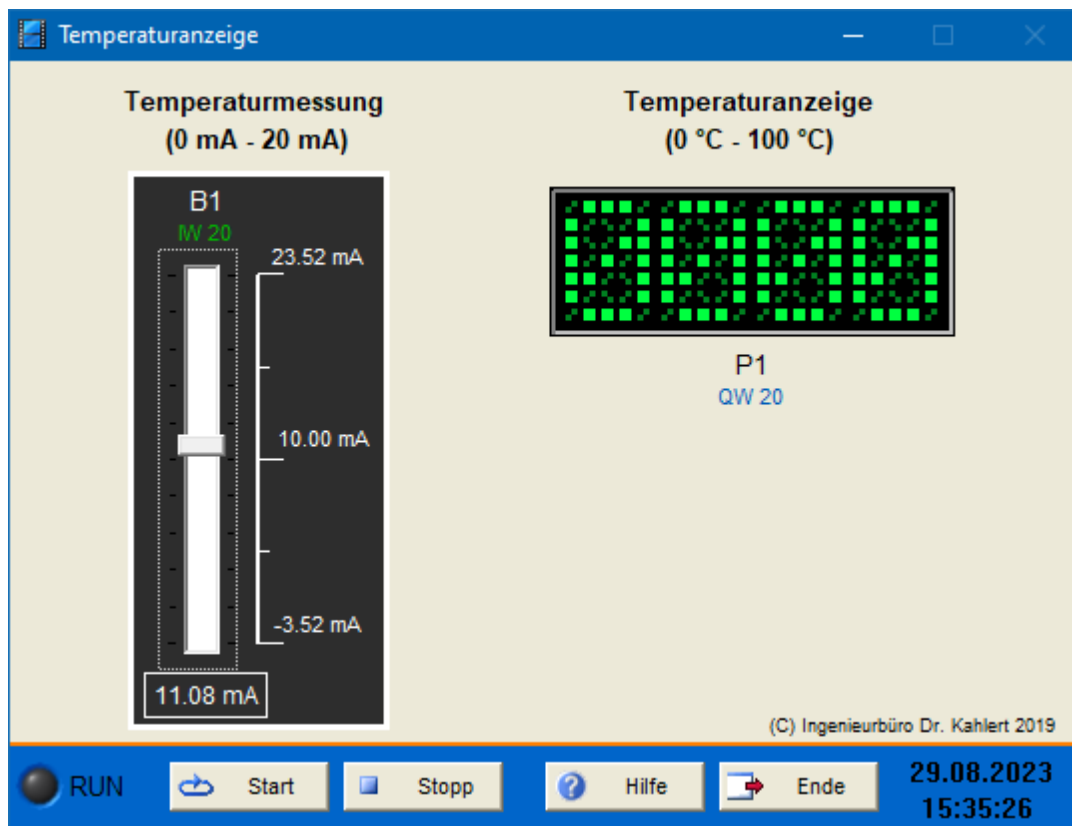 Temperaturanzeige
Temperaturmessung
(0 mA - 20 mA)
B1
IW 20
23.52 mA
10.00 mA
-3.52 mA
11.08 mA
Temperaturanzeige
(0 °C - 100 °C)
0000
P1
QW 20
(C) Ingenieurbüro Dr. Kahlert 2019
RUN
Start
Stopp
Hilfe
Ende
29.08.2023
15:35:26